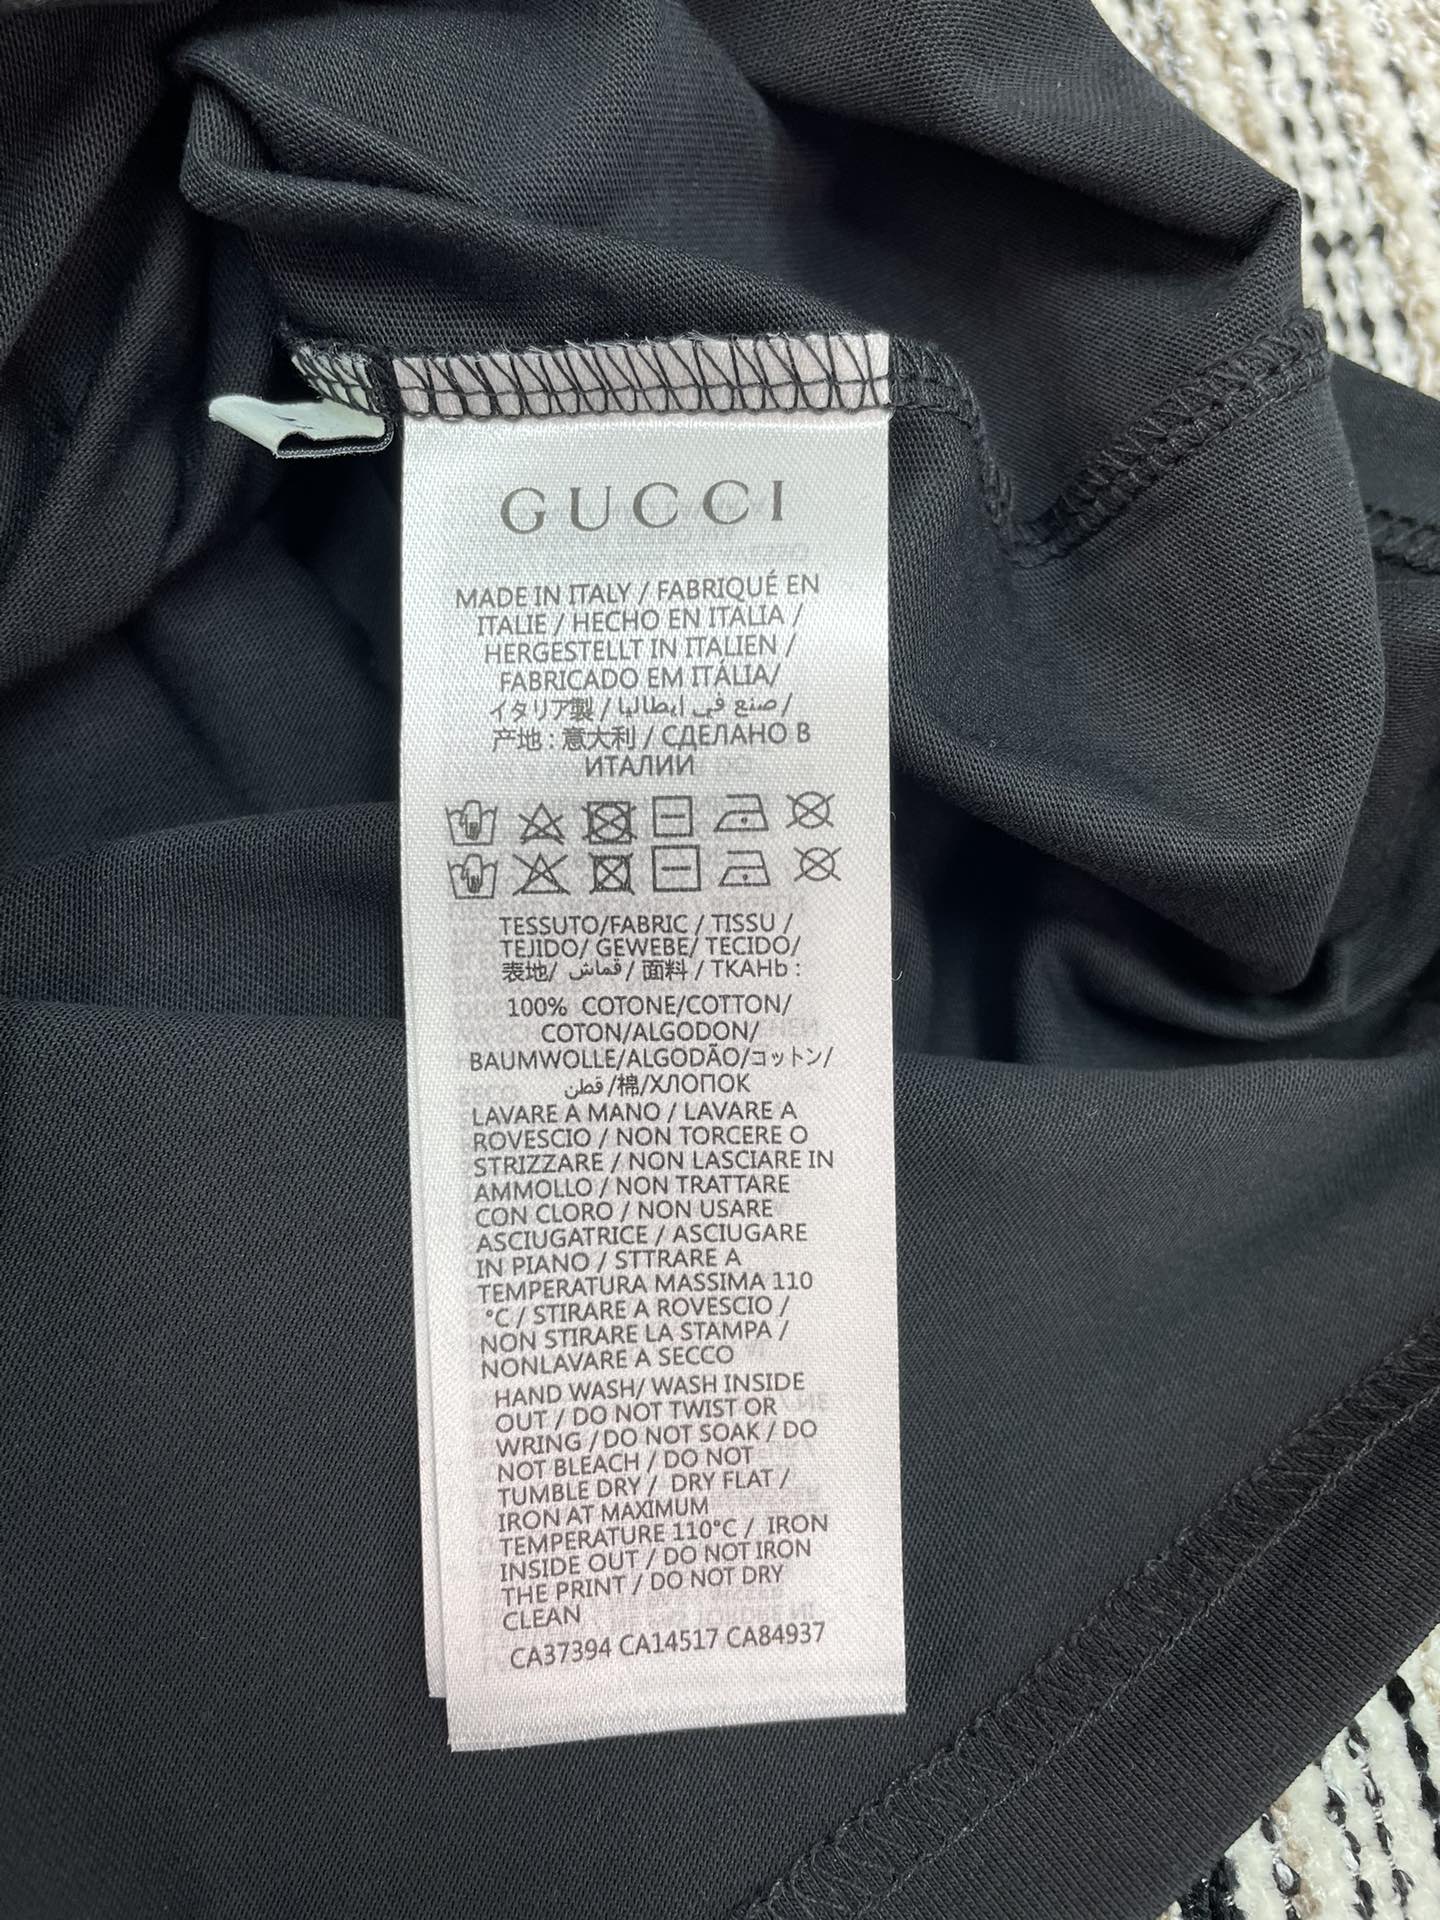 GUCCI
MADE IN ITALY / FABRIQUÉ EN
ITALIE / HECHO EN ITALIA /
HERGESTELLT IN ITALIEN /
FABRICADO EM ITÁLIA/
イタリア製 / صنع في إيطاليا /
产地 : 意大利 / СДЕЛАНО В
ИТАЛИИ
TESSUTO/FABRIC / TISSU /
TEJIDO/ GEWEBE/ TECIDO/
表地/ قماش / 面料 / TKAHb :
100% COTONE/COTTON/
COTON/ALGODON/
BAUMWOLLE/ALGODÃO/コットン/
قطن /棉/ХЛОПОК
LAVARE A MANO / LAVARE A
ROVESCIO / NON TORCERE O
STRIZZARE / NON LASCIARE IN
AMMOLLO / NON TRATTARE
CON CLORO / NON USARE
ASCIUGATRICE / ASCIUGARE
IN PIANO / STTRARE A
TEMPERATURA MASSIMA 110
°C / STIRARE A ROVESCIO /
NON STIRARE LA STAMPA /
NONLAVARE A SECCO
HAND WASH/ WASH INSIDE
OUT / DO NOT TWIST OR
WRING / DO NOT SOAK / DO
NOT BLEACH / DO NOT
TUMBLE DRY / DRY FLAT /
IRON AT MAXIMUM
TEMPERATURE 110°C / IRON
INSIDE OUT / DO NOT IRON
THE PRINT / DO NOT DRY
CLEAN
CA37394 CA14517 CA84937